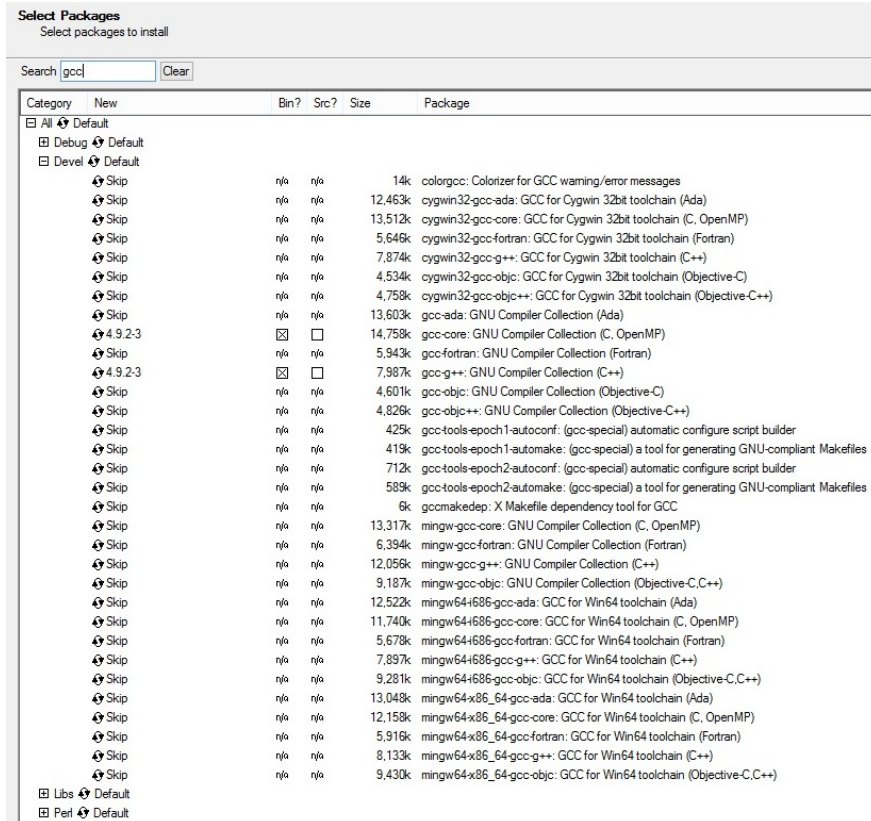 Select Packages
Select packages to install
Search gcc Clear
Category New Bin? Src? Size Package
All Default
Debug Default
Devel Default
Skip n/a n/a 14k colorgcc: Colorizer for GCC warning/error messages
Skip n/a n/a 12,463k cygwin32-gcc-ada: GCC for Cygwin 32bit toolchain (Ada)
Skip n/a n/a 13,512k cygwin32-gcc-core: GCC for Cygwin 32bit toolchain (C, OpenMP)
Skip n/a n/a 5,646k cygwin32-gcc-fortran: GCC for Cygwin 32bit toolchain (Fortran)
Skip n/a n/a 7,874k cygwin32-gcc-g++: GCC for Cygwin 32bit toolchain (C++)
Skip n/a n/a 4,534k cygwin32-gcc-objc: GCC for Cygwin 32bit toolchain (Objective-C)
Skip n/a n/a 4,758k cygwin32-gcc-objc++: GCC for Cygwin 32bit toolchain (Objective-C++)
Skip n/a n/a 13,603k gcc-ada: GNU Compiler Collection (Ada)
4.9.2-3 14,758k gcc-core: GNU Compiler Collection (C, OpenMP)
Skip n/a n/a 5,943k gcc-fortran: GNU Compiler Collection (Fortran)
4.9.2-3 7,987k gcc-g++: GNU Compiler Collection (C++)
Skip n/a n/a 4,601k gcc-objc: GNU Compiler Collection (Objective-C)
Skip n/a n/a 4,826k gcc-objc++: GNU Compiler Collection (Objective-C++)
Skip n/a n/a 425k gcc-tools-epoch1-autoconf: (gcc-special) automatic configure script builder
Skip n/a n/a 419k gcc-tools-epoch1-automake: (gcc-special) a tool for generating GNU-compliant Makefiles
Skip n/a n/a 712k gcc-tools-epoch2-autoconf: (gcc-special) automatic configure script builder
Skip n/a n/a 589k gcc-tools-epoch2-automake: (gcc-special) a tool for generating GNU-compliant Makefiles
Skip n/a n/a 6k gccmakedep: X Makefile dependency tool for GCC
Skip n/a n/a 13,317k mingw-gcc-core: GNU Compiler Collection (C, OpenMP)
Skip n/a n/a 6,394k mingw-gcc-fortran: GNU Compiler Collection (Fortran)
Skip n/a n/a 12,056k mingw-gcc-g++: GNU Compiler Collection (C++)
Skip n/a n/a 9,187k mingw-gcc-objc: GNU Compiler Collection (Objective-C,C++)
Skip n/a n/a 12,522k mingw64-i686-gcc-ada: GCC for Win64 toolchain (Ada)
Skip n/a n/a 11,740k mingw64-i686-gcc-core: GCC for Win64 toolchain (C, OpenMP)
Skip n/a n/a 5,678k mingw64-i686-gcc-fortran: GCC for Win64 toolchain (Fortran)
Skip n/a n/a 7,897k mingw64-i686-gcc-g++: GCC for Win64 toolchain (C++)
Skip n/a n/a 9,281k mingw64-i686-gcc-objc: GCC for Win64 toolchain (Objective-C,C++)
Skip n/a n/a 13,048k mingw64-x86_64-gcc-ada: GCC for Win64 toolchain (Ada)
Skip n/a n/a 12,158k mingw64-x86_64-gcc-core: GCC for Win64 toolchain (C, OpenMP)
Skip n/a n/a 5,916k mingw64-x86_64-gcc-fortran: GCC for Win64 toolchain (Fortran)
Skip n/a n/a 8,133k mingw64-x86_64-gcc-g++: GCC for Win64 toolchain (C++)
Skip n/a n/a 9,430k mingw64-x86_64-gcc-objc: GCC for Win64 toolchain (Objective-C,C++)
Libs Default
Perl Default